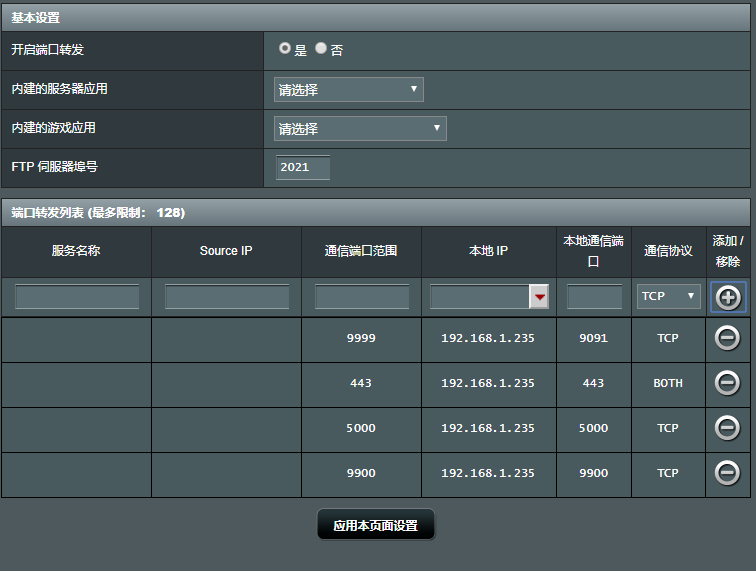 基本设置
开启端口转发 是 否
内建的服务器应用 请选择
内建的游戏应用 请选择
FTP 伺服器埠号 2021
端口转发列表 (最多限制： 128)
服务名称 Source IP 通信端口范围 本地 IP 本地通信端口 通信协议 添加 / 移除
TCP
9999 192.168.1.235 9091 TCP
443 192.168.1.235 443 BOTH
5000 192.168.1.235 5000 TCP
9900 192.168.1.235 9900 TCP
应用本页面设置